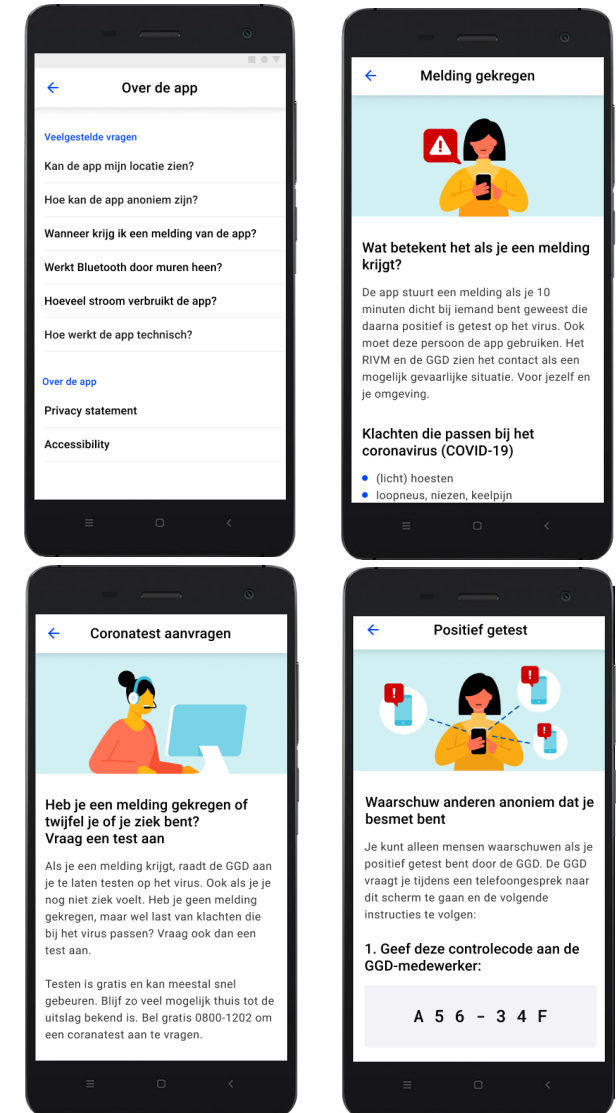 Over de app
Veelgestelde vragen
Kan de app mijn locatie zien?
Hoe kan de app anoniem zijn?
Wanneer krijg ik een melding van de app?
Werkt Bluetooth door muren heen?
Hoeveel stroom verbruikt de app?
Hoe werkt de app technisch?
Over de app
Privacy statement
Accessibility
Melding gekregen
Wat betekent het als je een melding
krijgt?
De app stuurt een melding als je 10
minuten dicht bij iemand bent geweest die
daarna positief is getest op het virus. Ook
moet deze persoon de app gebruiken. Het
RIVM en de GGD zien het contact als een
mogelijk gevaarlijke situatie. Voor jezelf en
je omgeving.
Klachten die passen bij het
coronavirus (COVID-19)
(licht) hoesten
loopneus, niezen, keelpijn
Coronatest aanvragen
Heb je een melding gekregen of
twijfel je of je ziek bent?
Vraag een test aan
Als je een melding krijgt, raadt de GGD aan
je te laten testen op het virus. Ook als je je
nog niet ziek voelt. Heb je geen melding
gekregen, maar wel last van klachten die
bij het virus passen? Vraag ook dan een
test aan.
Testen is gratis en kan meestal snel
gebeuren. Blijf zo veel mogelijk thuis tot de
uitslag bekend is. Bel gratis 0800-1202 om
een coranatest aan te vragen.
Positief getest
Waarschuw anderen anoniem dat je
besmet bent
Je kunt alleen mensen waarschuwen als je
positief getest bent door de GGD. De GGD
vraagt je tijdens een telefoongesprek naar
dit scherm te gaan en de volgende
instructies te volgen:
1. Geef deze controlecode aan de
GGD-medewerker:
A 5 6 - 3 4 F